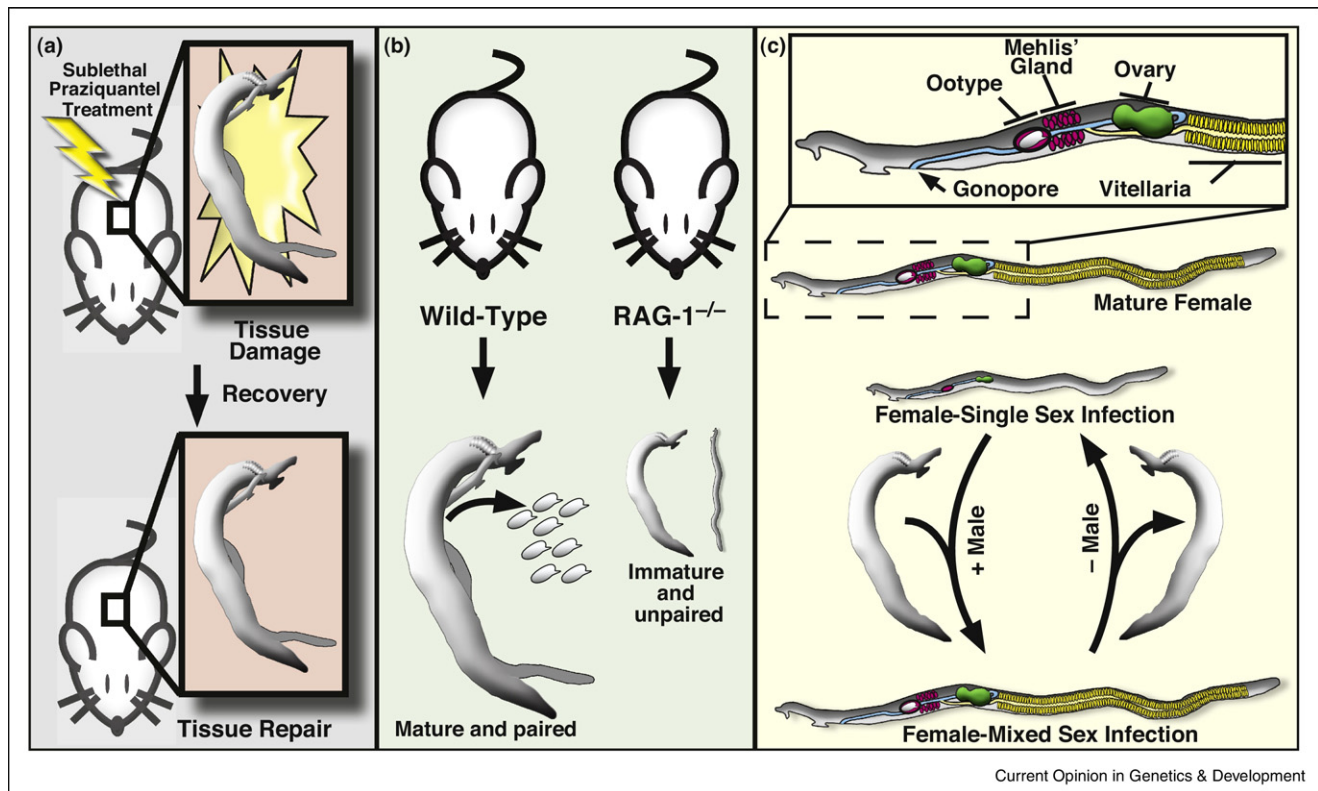 (a)
Sublethal
Praziquantel
Treatment
Tissue
Damage
Recovery
Tissue Repair
(b)
Wild-Type
RAG-1–/–
Mature and paired
Immature
and
unpaired
(c)
Mehlis'
Gland
Ootype
Ovary
Gonopore
Vitellaria
Mature Female
Female-Single Sex Infection
+ Male
– Male
Female-Mixed Sex Infection
Current Opinion in Genetics & Development